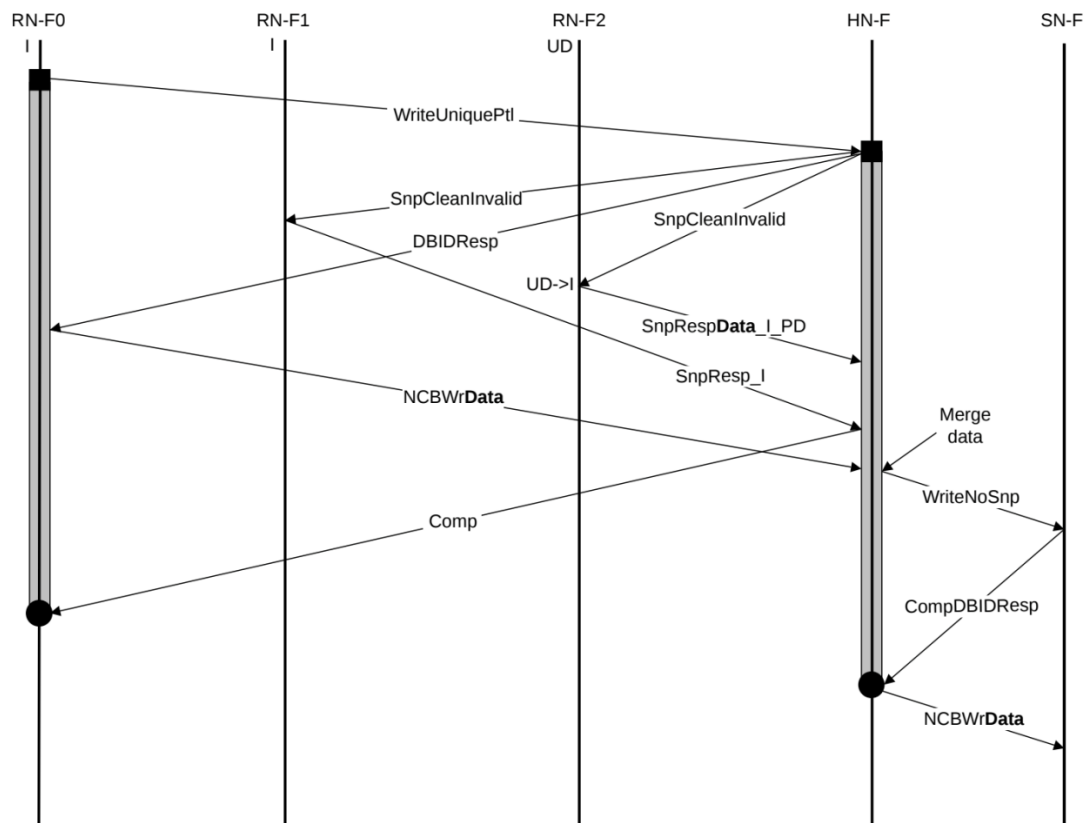 RN-F0
RN-F1
RN-F2
HN-F
SN-F
I
I
UD
WriteUniquePtl
SnpCleanInvalid
SnpCleanInvalid
DBIDResp
UD->I
SnpRespData_I_PD
SnpResp_I
NCBWrData
Merge
data
WriteNoSnp
Comp
CompDBIDResp
NCBWrData